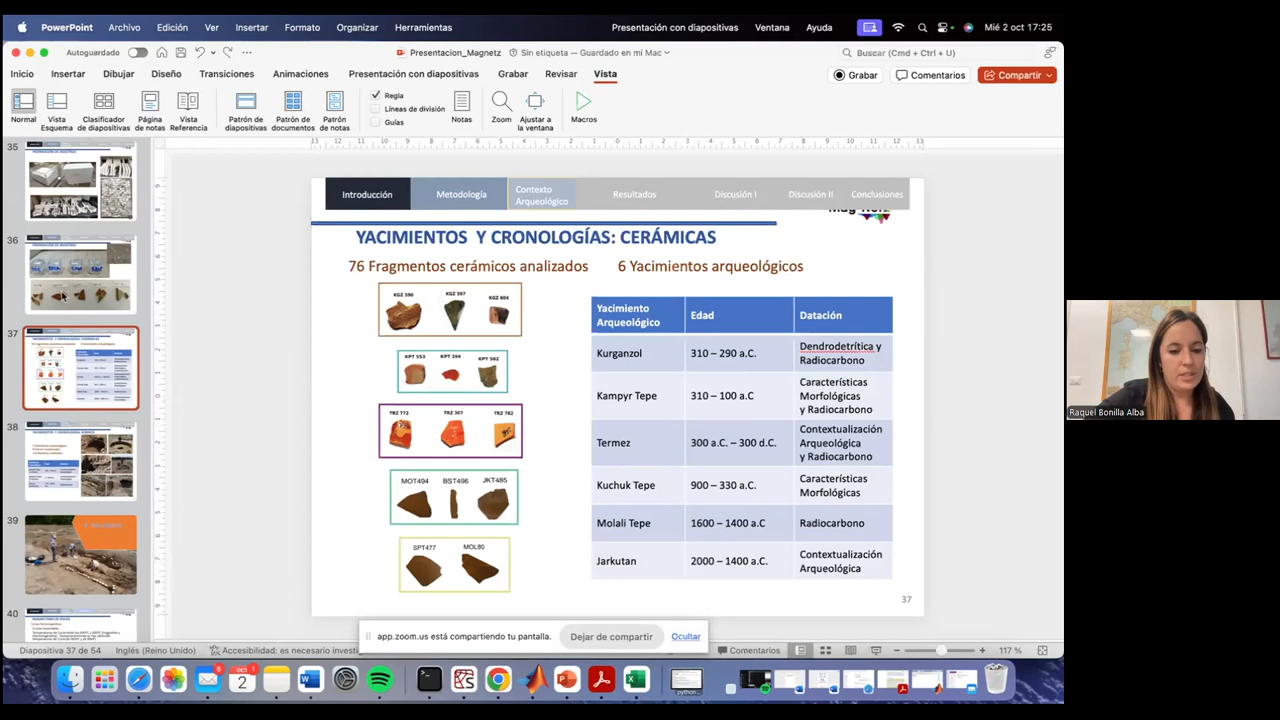 PowerPoint Archivo Edición Ver Insertar Formato Organizar Herramientas Presentación con diapositivas Ventana Ayuda Mié 2 oct 17:25
Autoguardado Presentacion_Magnetz Sin etiqueta — Guardado en mi Mac Buscar (Cmd + Ctrl + U)
Inicio Insertar Dibujar Diseño Transiciones Animaciones Presentación con diapositivas Grabar Revisar Vista Grabar Comentarios Compartir
Regla
Líneas de división
Guías
Normal
Vista
Esquema
Clasificador
de diapositivas
Página
de notas
Vista
Referencia
Patrón de
diapositivas
Patrón de
documentos
Patrón
de notas
Notas
Zoom
Ajustar a
la ventana
Macros
35
36
37
38
39
40
Introducción
Metodología
Contexto
Arqueológico
Resultados
Discusión I
Discusión II
Conclusiones
YACIMIENTOS Y CRONOLOGÍAS: CERÁMICAS
76 Fragmentos cerámicos analizados 6 Yacimientos arqueológicos
KGZ 596 KGZ 597 KGZ 604
KPT 553 KPT 294 KPT 562
TRZ 772 TRZ 307 TRZ 782
MOT494 BST496 JKT485
SPT477 MOL80
Yacimiento
Arqueológico
Edad
Datación
Kurganzol
310 – 290 a.C.
Dendrodetrítica y
Radiocarbono
Kampyr Tepe
310 – 100 a.C
Características
Morfológicas
y Radiocarbono
Termez
300 a.C. – 300 d.C.
Contextualización
Arqueológica
y Radiocarbono
Kuchuk Tepe
900 – 330 a.C.
Características
Morfológicas
Molali Tepe
1600 – 1400 a.C
Radiocarbono
Jarkutan
2000 – 1400 a.C.
Contextualización
Arqueológica
37
app.zoom.us está compartiendo tu pantalla. Dejar de compartir Ocultar
Diapositiva 37 de 54 Inglés (Reino Unido) Accesibilidad: es necesario investig Comentarios 117 %
Raquel Bonilla Alba